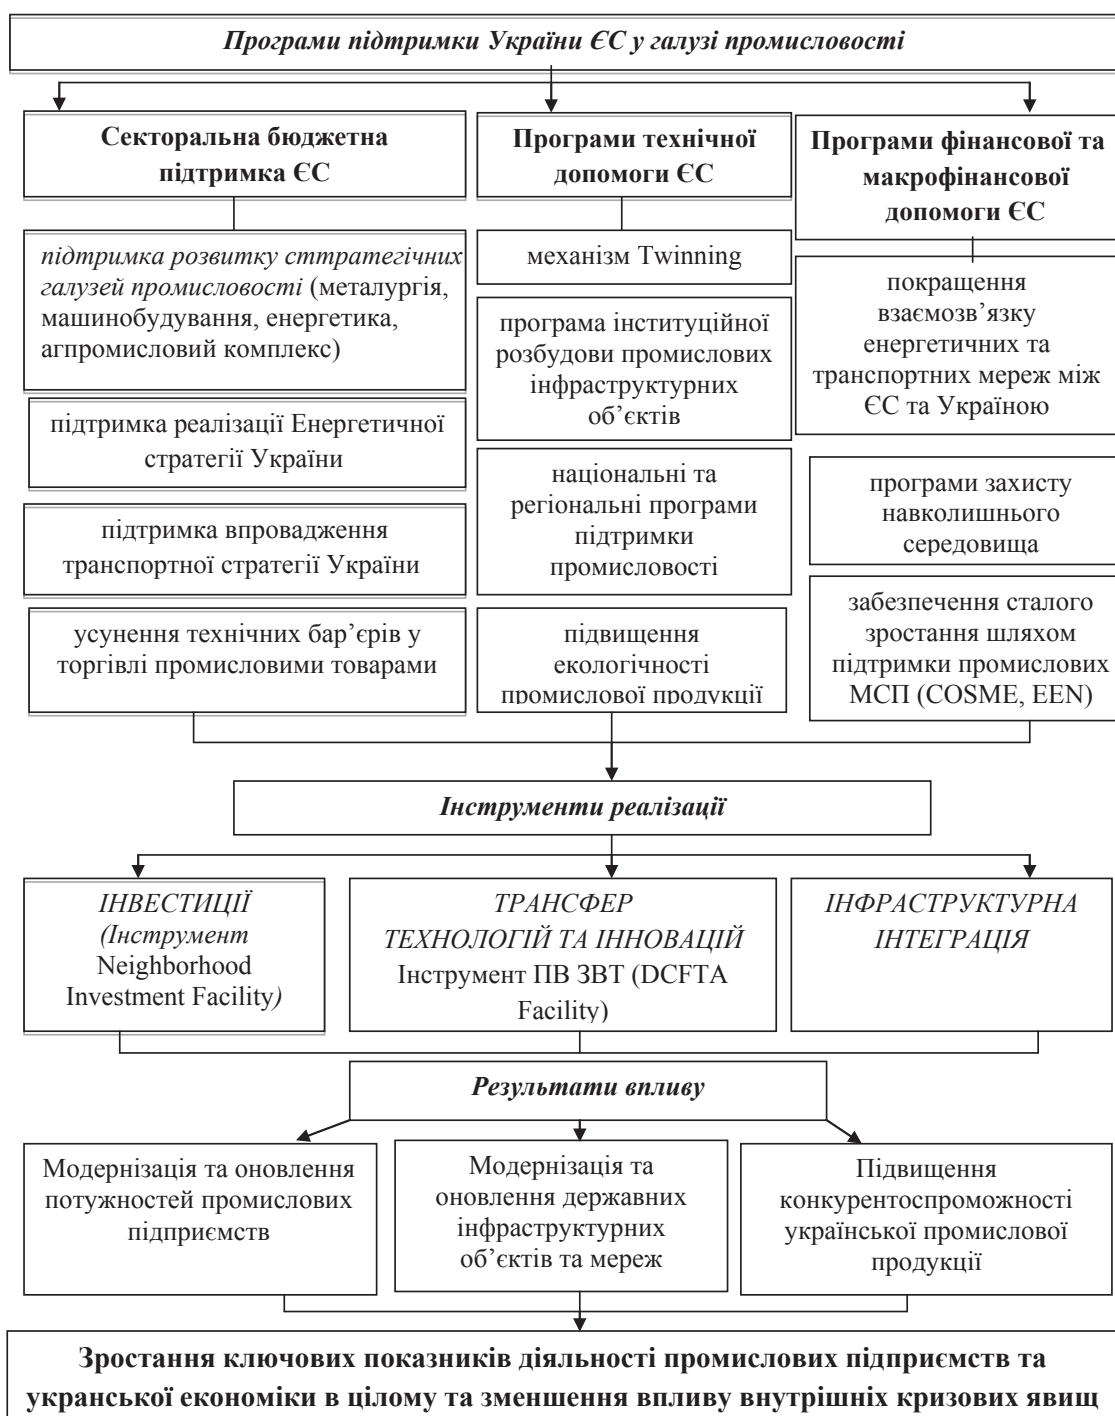 Програми підтримки України ЄС у галузі промисловості
Секторальна бюджетна
підтримка ЄС
підтримка розвитку сттратегічних
галузей промисловості (металургія,
машинобудування, енергетика,
агпромисловий комплекс)
підтримка реалізації Енергетичної
стратегії України
підтримка впровадження
транспортної стратегії України
усунення технічних бар’єрів у
торгівлі промисловими товарами
Програми технічної
допомоги ЄС
механізм Twinning
програма інституційної
розбудови промислових
інфраструктурних
об’єктів
національні та
регіональні програми
підтримки
промисловості
підвищення
екологічності
промислової продукції
Програми фінансової та
макрофінансової
допомоги ЄС
покращення
взаємозв’язку
енергетичних та
транспортних мереж між
ЄС та Україною
програми захисту
навколишнього
середовища
забезпечення сталого
зростання шляхом
підтримки промислових
МСП (COSME, EEN)
Інструменти реалізації
ІНВЕСТИЦІЇ
(Інструмент
Neighborhood
Investment Facility)
ТРАНСФЕР
ТЕХНОЛОГІЙ ТА ІННОВАЦІЙ
Інструмент ПВ ЗВТ (DCFTA
Facility)
ІНФРАСТРУКТУРНА
ІНТЕГРАЦІЯ
Результати впливу
Модернізація та оновлення
потужностей промислових
підприємств
Модернізація та
оновлення державних
інфраструктурних
об’єктів та мереж
Підвищення
конкурентоспроможності
української промислової
продукції
Зростання ключових показників діяльності промислових підприємств та
укранської економіки в цілому та зменшення впливу внутрішніх кризових явищ